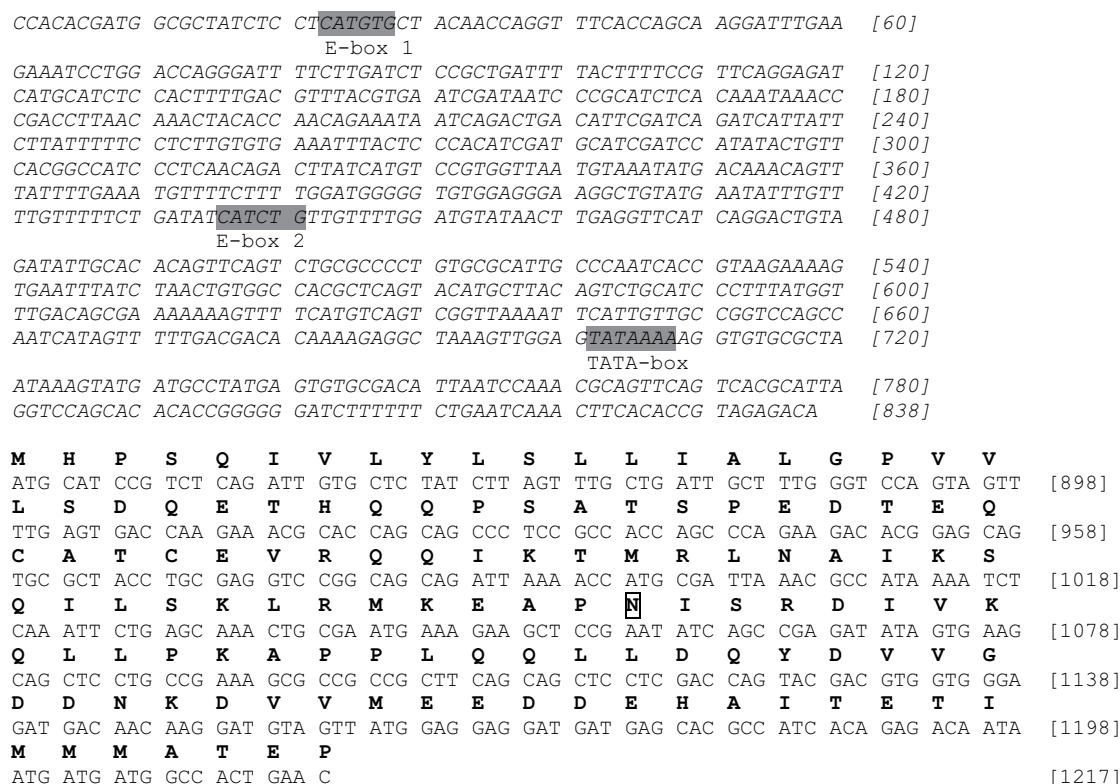 CCACACGATG GGCGCTATCTC CTCATGTGCT ACAACCAGGT TTCACCAGCA AGGATTTGAA [60]
E-box 1
GAAATCCTGG ACCAGGGATT TTCTTGATCT CCGCTGATTT TACTTTTCCG TTCAGGAGAT [120]
CATGCATCTC CACTTTTGAC GTTTACGTGA ATCGATAATC CCGCATCTCA CAAATAAACC [180]
CGACCTTAAC AAACTACACC AACAGAAATA ATCAGACTGA CATTCGATCA GATCATTATT [240]
CTTATTTTTC CTCTTGTGTG AAATTTACTC CCACATCGAT GCATCGATCC ATATACTGTT [300]
CACGGCCATC CCCTCAACAGA CTTATCATGT CCGTGGTTAA TGTAAATATG ACAAACAGTT [360]
TATTTTGAAA TGTTTTCTTT TGGATGGGGG TGTGGAGGGA AGGCTGTATG AATATTTGTT [420]
TTGTTTTTCT GATATCATCT GTTGTTTTGG ATGTATAACT TGAGGTTCAT CAGGACTGTA [480]
E-box 2
GATATTGCAC ACAGTTCAGT CTGCGCCCCT GTGCGCATTG CCCAATCACC GTAAGAAAAG [540]
TGAATTTATC TAACTGTGGC CACGCTCAGT ACATGCTTAC AGTCTGCATC CCTTTATGGT [600]
TTGACAGCGA AAAAAAGTTT TCATGTCAGT CGGTTAAAAT TCATTGTTGC CGGTCCAGCC [660]
AATCATAGTT TTTGACGACA CAAAAGAGGC TAAAGTTGGA GTATAAAAAG GTGTGCGCTA [720]
TATA-box
ATAAAGTATG ATGCCTATGA GTGTGCGACA TTAATCCAAA CGCAGTTCAG TCACGCATTA [780]
GGTCCAGCAC ACACCGGGGG GATCTTTTTT CTGAATCAAA CTTCACACCG TAGAGACA [838]
M H P S Q I V L Y L S L L I A L G P V V
ATG CAT CCG TCT CAG ATT GTG CTC TAT CTT AGT TTG CTG ATT GCT TTG GGT CCA GTA GTT [898]
L S D Q E T H Q Q P S A T S P E D T E Q
TTG AGT GAC CAA GAA ACG CAC CAG CAG CCC TCC GCC ACC AGC CCA GAA GAC ACG GAG CAG [958]
C A T C E V R Q Q I K T M R L N A I K S
TGC GCT ACC TGC GAG GTC CGG CAG CAG ATT AAA ACC ATG CGA TTA AAC GCC ATA AAA TCT [1018]
Q I L S K L R M K E A P N I S R D I V K
CAA ATT CTG AGC AAA CTG CGA ATG AAA GAA GCT CCG AAT ATC AGC CGA GAT ATA GTG AAG [1078]
Q L L P K A P P L Q Q L L D Q Y D V V G
CAG CTC CTG CCG AAA GCG CCG CCG CTT CAG CAG CTC CTC GAC CAG TAC GAC GTG GTG GGA [1138]
D D N K D V V M E E D D E H A I T E T I
GAT GAC AAC AAG GAT GTA GTT ATG GAG GAG GAT GAT GAG CAC GCC ATC ACA GAG ACA ATA [1198]
M M M A T E P
ATG ATG ATG GCC ACT GAA C [1217]